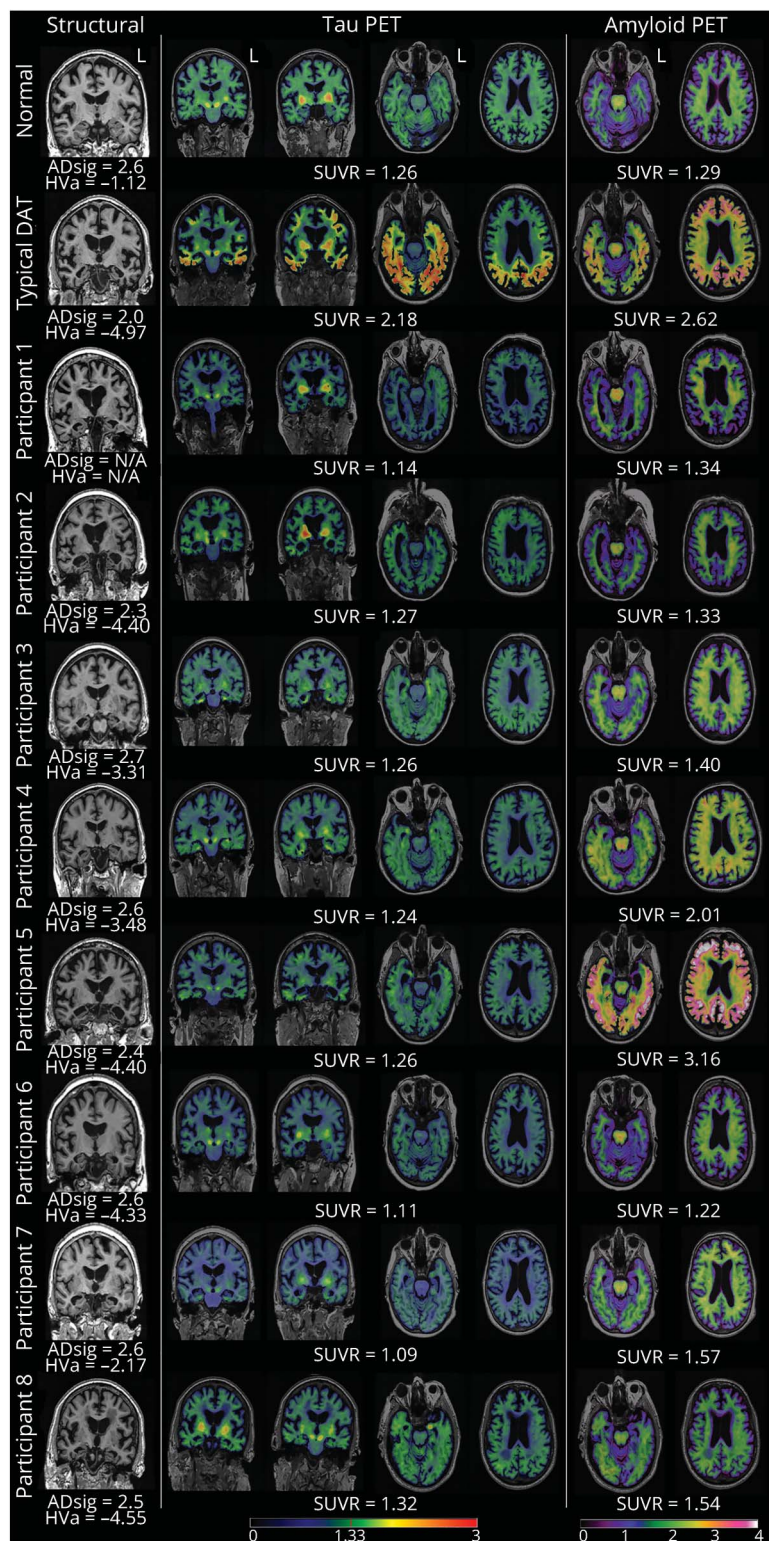 Structural Tau PET Amyloid PET
L L L
Normal
ADsig = 2.6
HVa = –1.12
SUVR = 1.26
SUVR = 1.29
Typical DAT
ADsig = 2.0
HVa = –4.97
SUVR = 2.18
SUVR = 2.62
Particpant 1
ADsig = N/A
HVa = N/A
SUVR = 1.14
SUVR = 1.34
Participant 2
ADsig = 2.3
HVa = –4.40
SUVR = 1.27
SUVR = 1.33
Participant 3
ADsig = 2.7
HVa = –3.31
SUVR = 1.26
SUVR = 1.40
Participant 4
ADsig = 2.6
HVa = –3.48
SUVR = 1.24
SUVR = 2.01
Participant 5
ADsig = 2.4
HVa = –4.40
SUVR = 1.26
SUVR = 3.16
Participant 6
ADsig = 2.6
HVa = –4.33
SUVR = 1.11
SUVR = 1.22
Participant 7
ADsig = 2.6
HVa = –2.17
SUVR = 1.09
SUVR = 1.57
Participant 8
ADsig = 2.5
HVa = –4.55
SUVR = 1.32
SUVR = 1.54
0 1.33 3
0 1 2 3 4